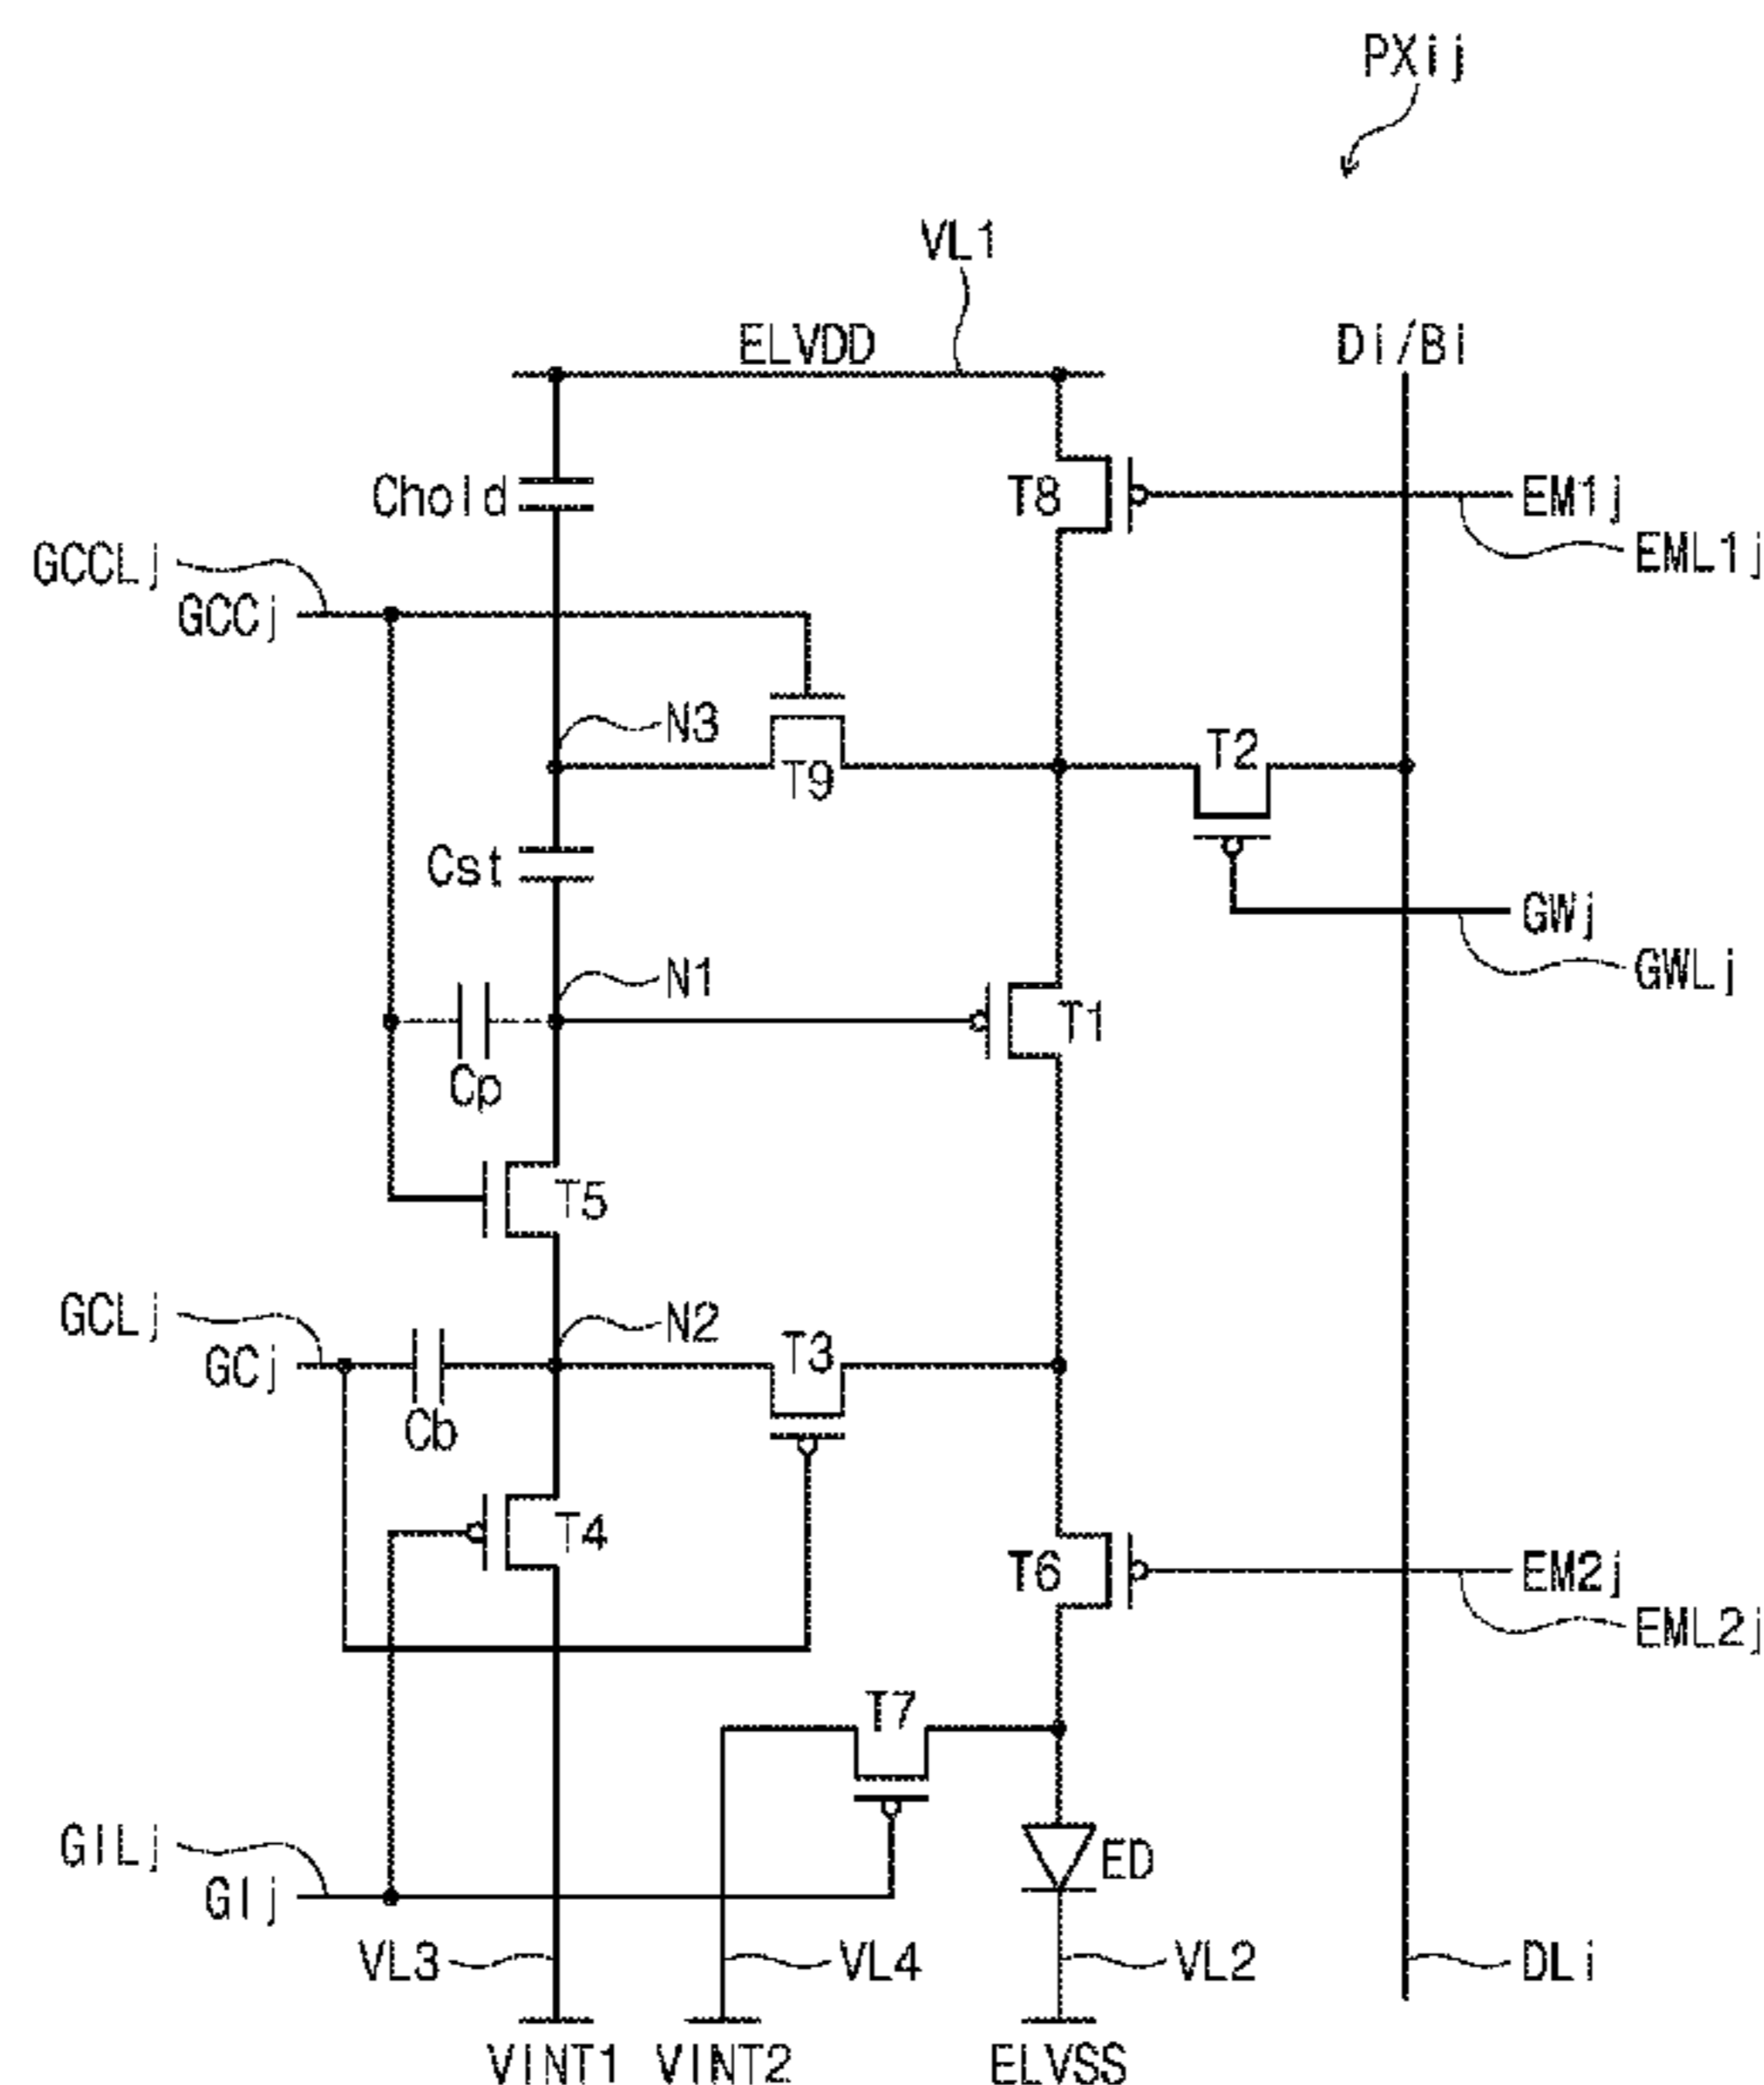 PXij
VL1
ELVDD
Di/Bi
Chold
T8
EM1j
EML1j
GCCLj
GCCj
N3
T9
T2
Cst
GWj
GWLj
N1
T1
Cp
T5
GCLj
GCj
N2
T3
Cb
T4
T6
EM2j
EML2j
T7
GILj
GIj
ED
VL3
VL4
VL2
DLi
VINT1
VINT2
ELVSS